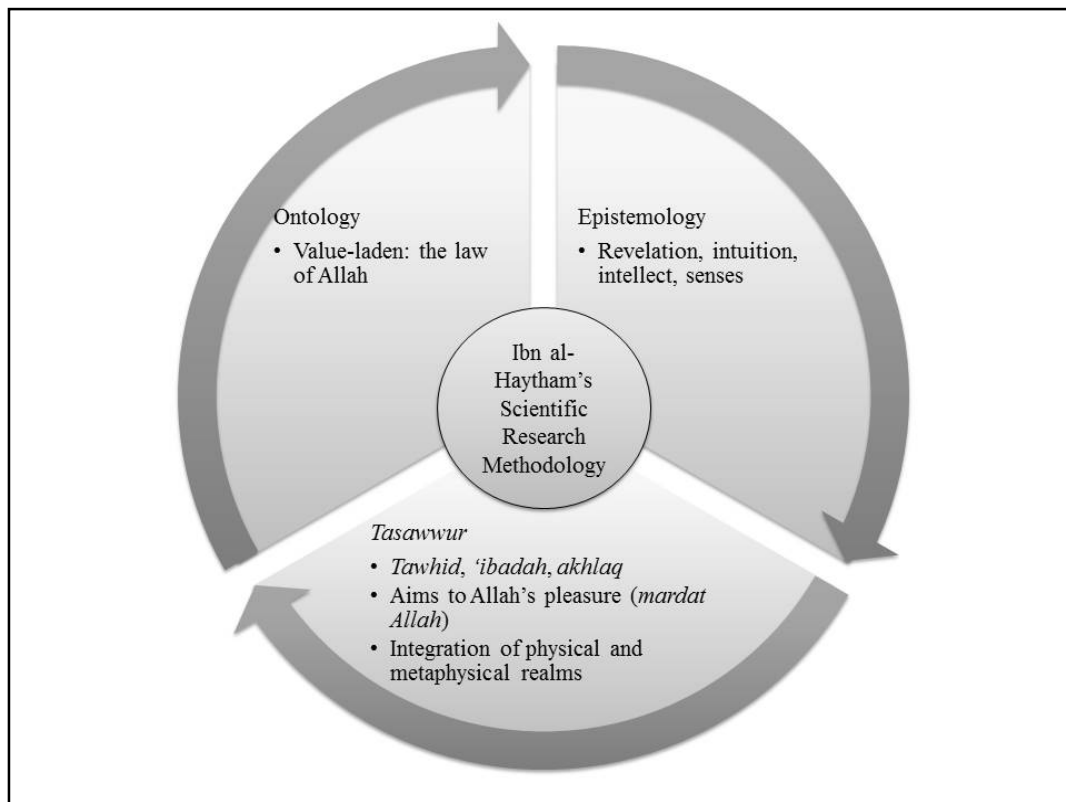 Ontology
• Value-laden: the law
of Allah
Epistemology
• Revelation, intuition,
intellect, senses
Ibn al-
Haytham’s
Scientific
Research
Methodology
Tasawwur
• Tawhid, ‘ibadah, akhlaq
• Aims to Allah’s pleasure (mardat
Allah)
• Integration of physical and
metaphysical realms